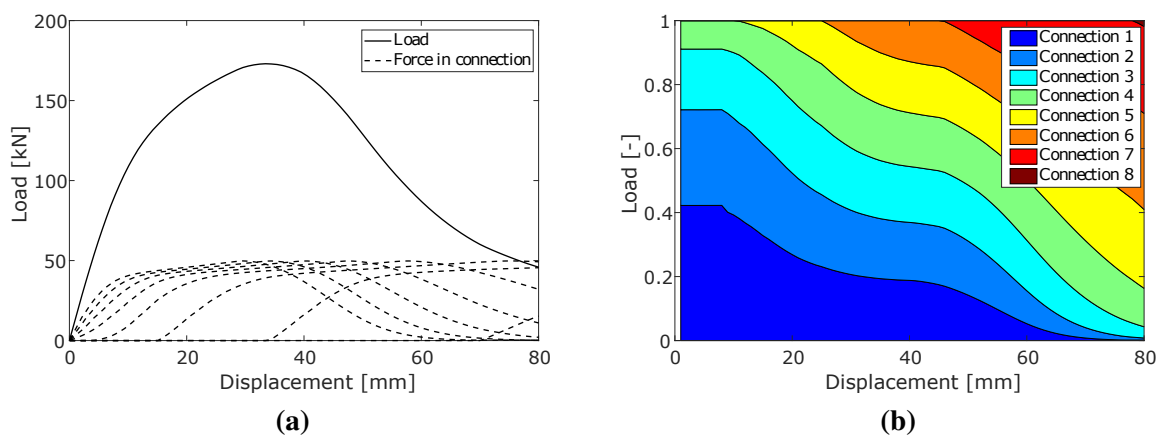 200
150
100
50
0
Load [kN]
Load
Force in connection
0 20 40 60 80
Displacement [mm]
(a)
1
0.8
0.6
0.4
0.2
0
Load [-]
Connection 1
Connection 2
Connection 3
Connection 4
Connection 5
Connection 6
Connection 7
Connection 8
0 20 40 60 80
Displacement [mm]
(b)